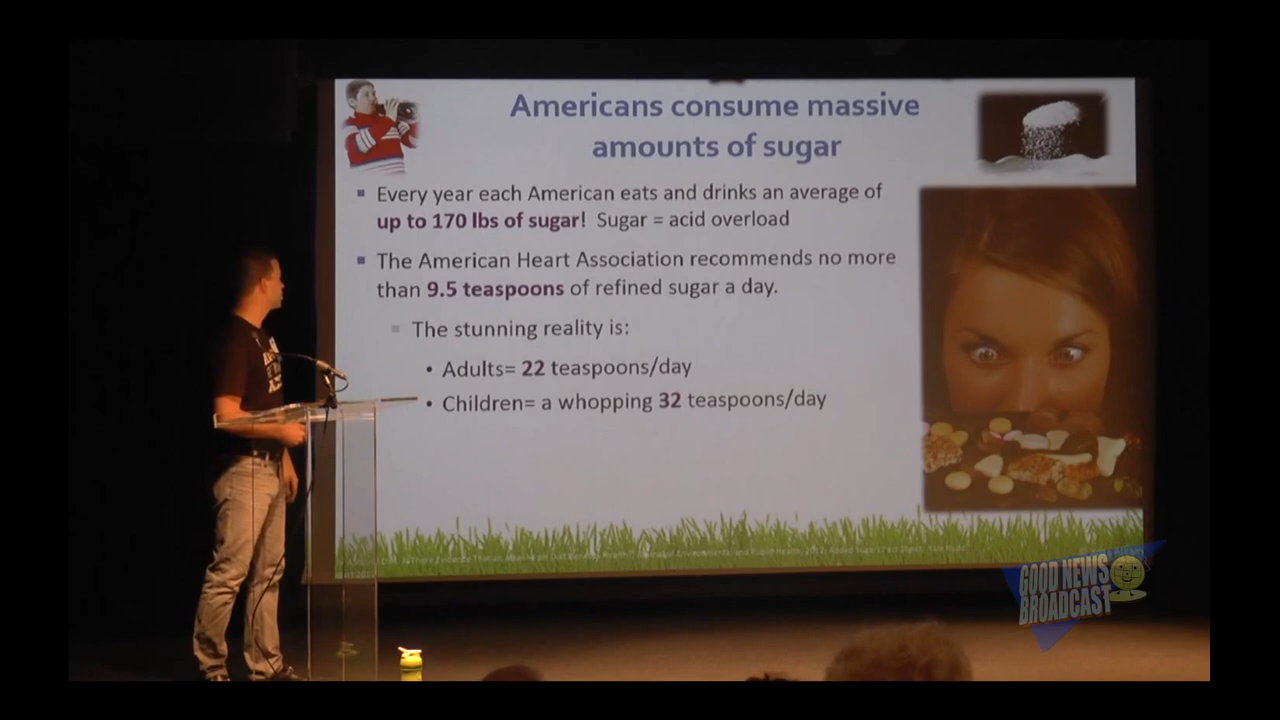 Americans consume massive
amounts of sugar
Every year each American eats and drinks an average of
up to 170 lbs of sugar! Sugar = acid overload
The American Heart Association recommends no more
than 9.5 teaspoons of refined sugar a day.
The stunning reality is:
Adults= 22 teaspoons/day
Children= a whopping 32 teaspoons/day
GOOD NEWS
BROADCAST